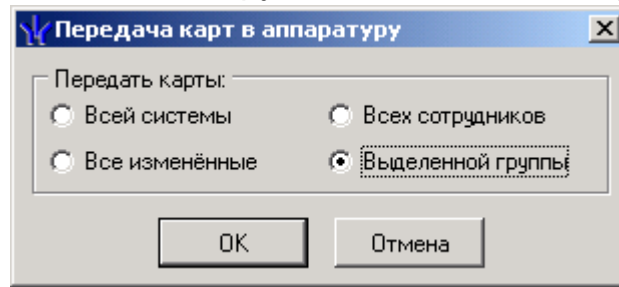 Передача карт в аппаратуру
Передать карты:
Всей системы
Всех сотрудников
Все изменённые
Выделенной группы
OK
Отмена